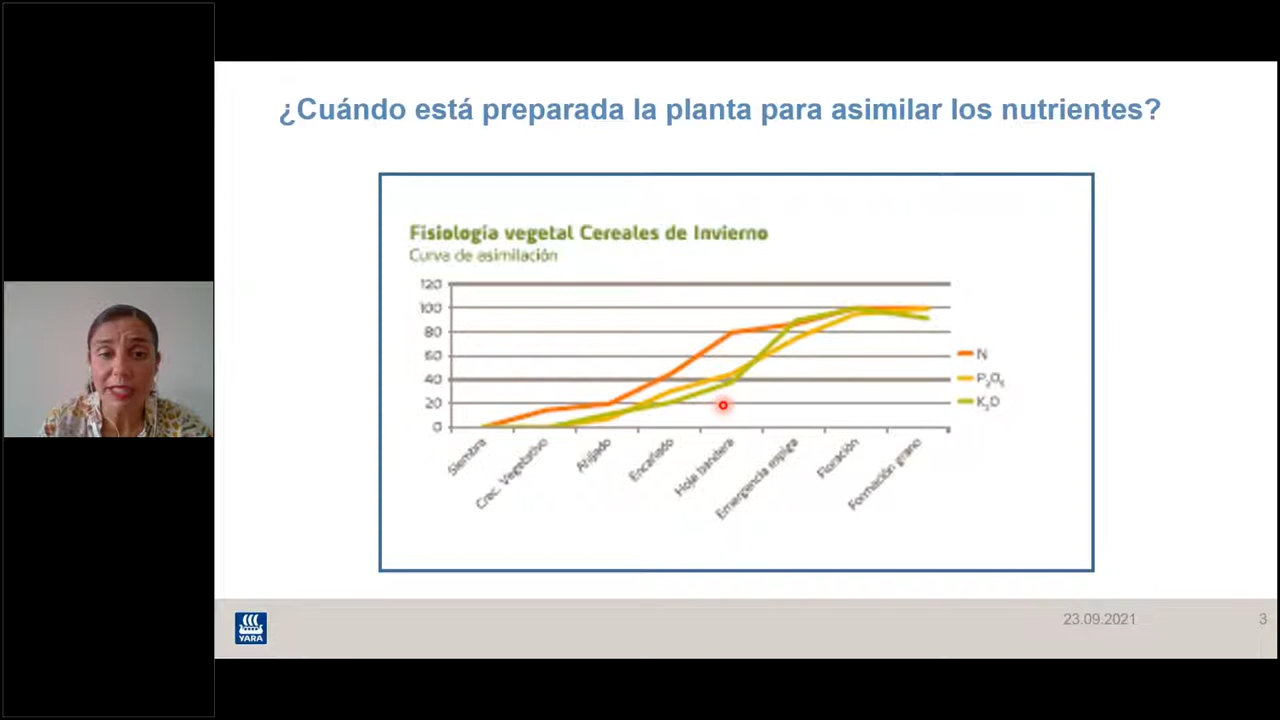 ¿Cuándo está preparada la planta para asimilar los nutrientes?
Fisiología vegetal Cereales de Invierno
Curva de asimilación
120
100
80
60
40
20
0
N
P₂O₅
K₂O
Siembra
Crec. Vegetativo
Ahijado
Encañado
Hoja bandera
Emergencia espiga
Floración
Formación grano
YARA
23.09.2021
3